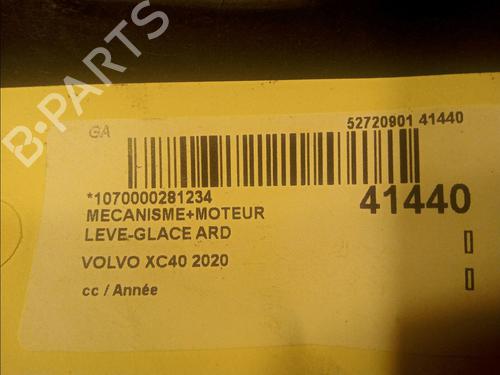 B-PARTS
GA
52720901 41440
*1070000281234
41440
MECANISME+MOTEUR
LEVE-GLACE ARD
VOLVO XC40 2020
cc / Année